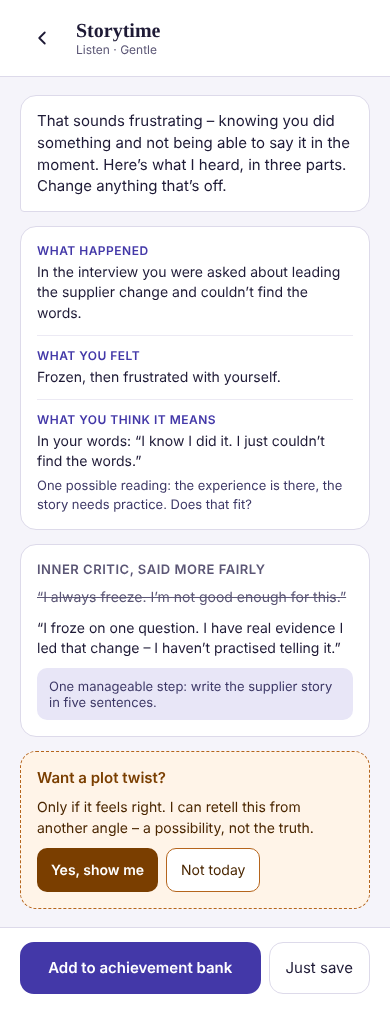 Storytime
Listen · Gentle
That sounds frustrating – knowing you did
something and not being able to say it in the
moment. Here’s what I heard, in three parts.
Change anything that’s off.
WHAT HAPPENED
In the interview you were asked about leading
the supplier change and couldn’t find the
words.
WHAT YOU FELT
Frozen, then frustrated with yourself.
WHAT YOU THINK IT MEANS
In your words: “I know I did it. I just couldn’t
find the words.”
One possible reading: the experience is there, the
story needs practice. Does that fit?
INNER CRITIC, SAID MORE FAIRLY
“I always freeze. I’m not good enough for this.”
“I froze on one question. I have real evidence I
led that change – I haven’t practised telling it.”
One manageable step: write the supplier story
in five sentences.
Want a plot twist?
Only if it feels right. I can retell this from
another angle – a possibility, not the truth.
Yes, show me
Not today
Add to achievement bank
Just save